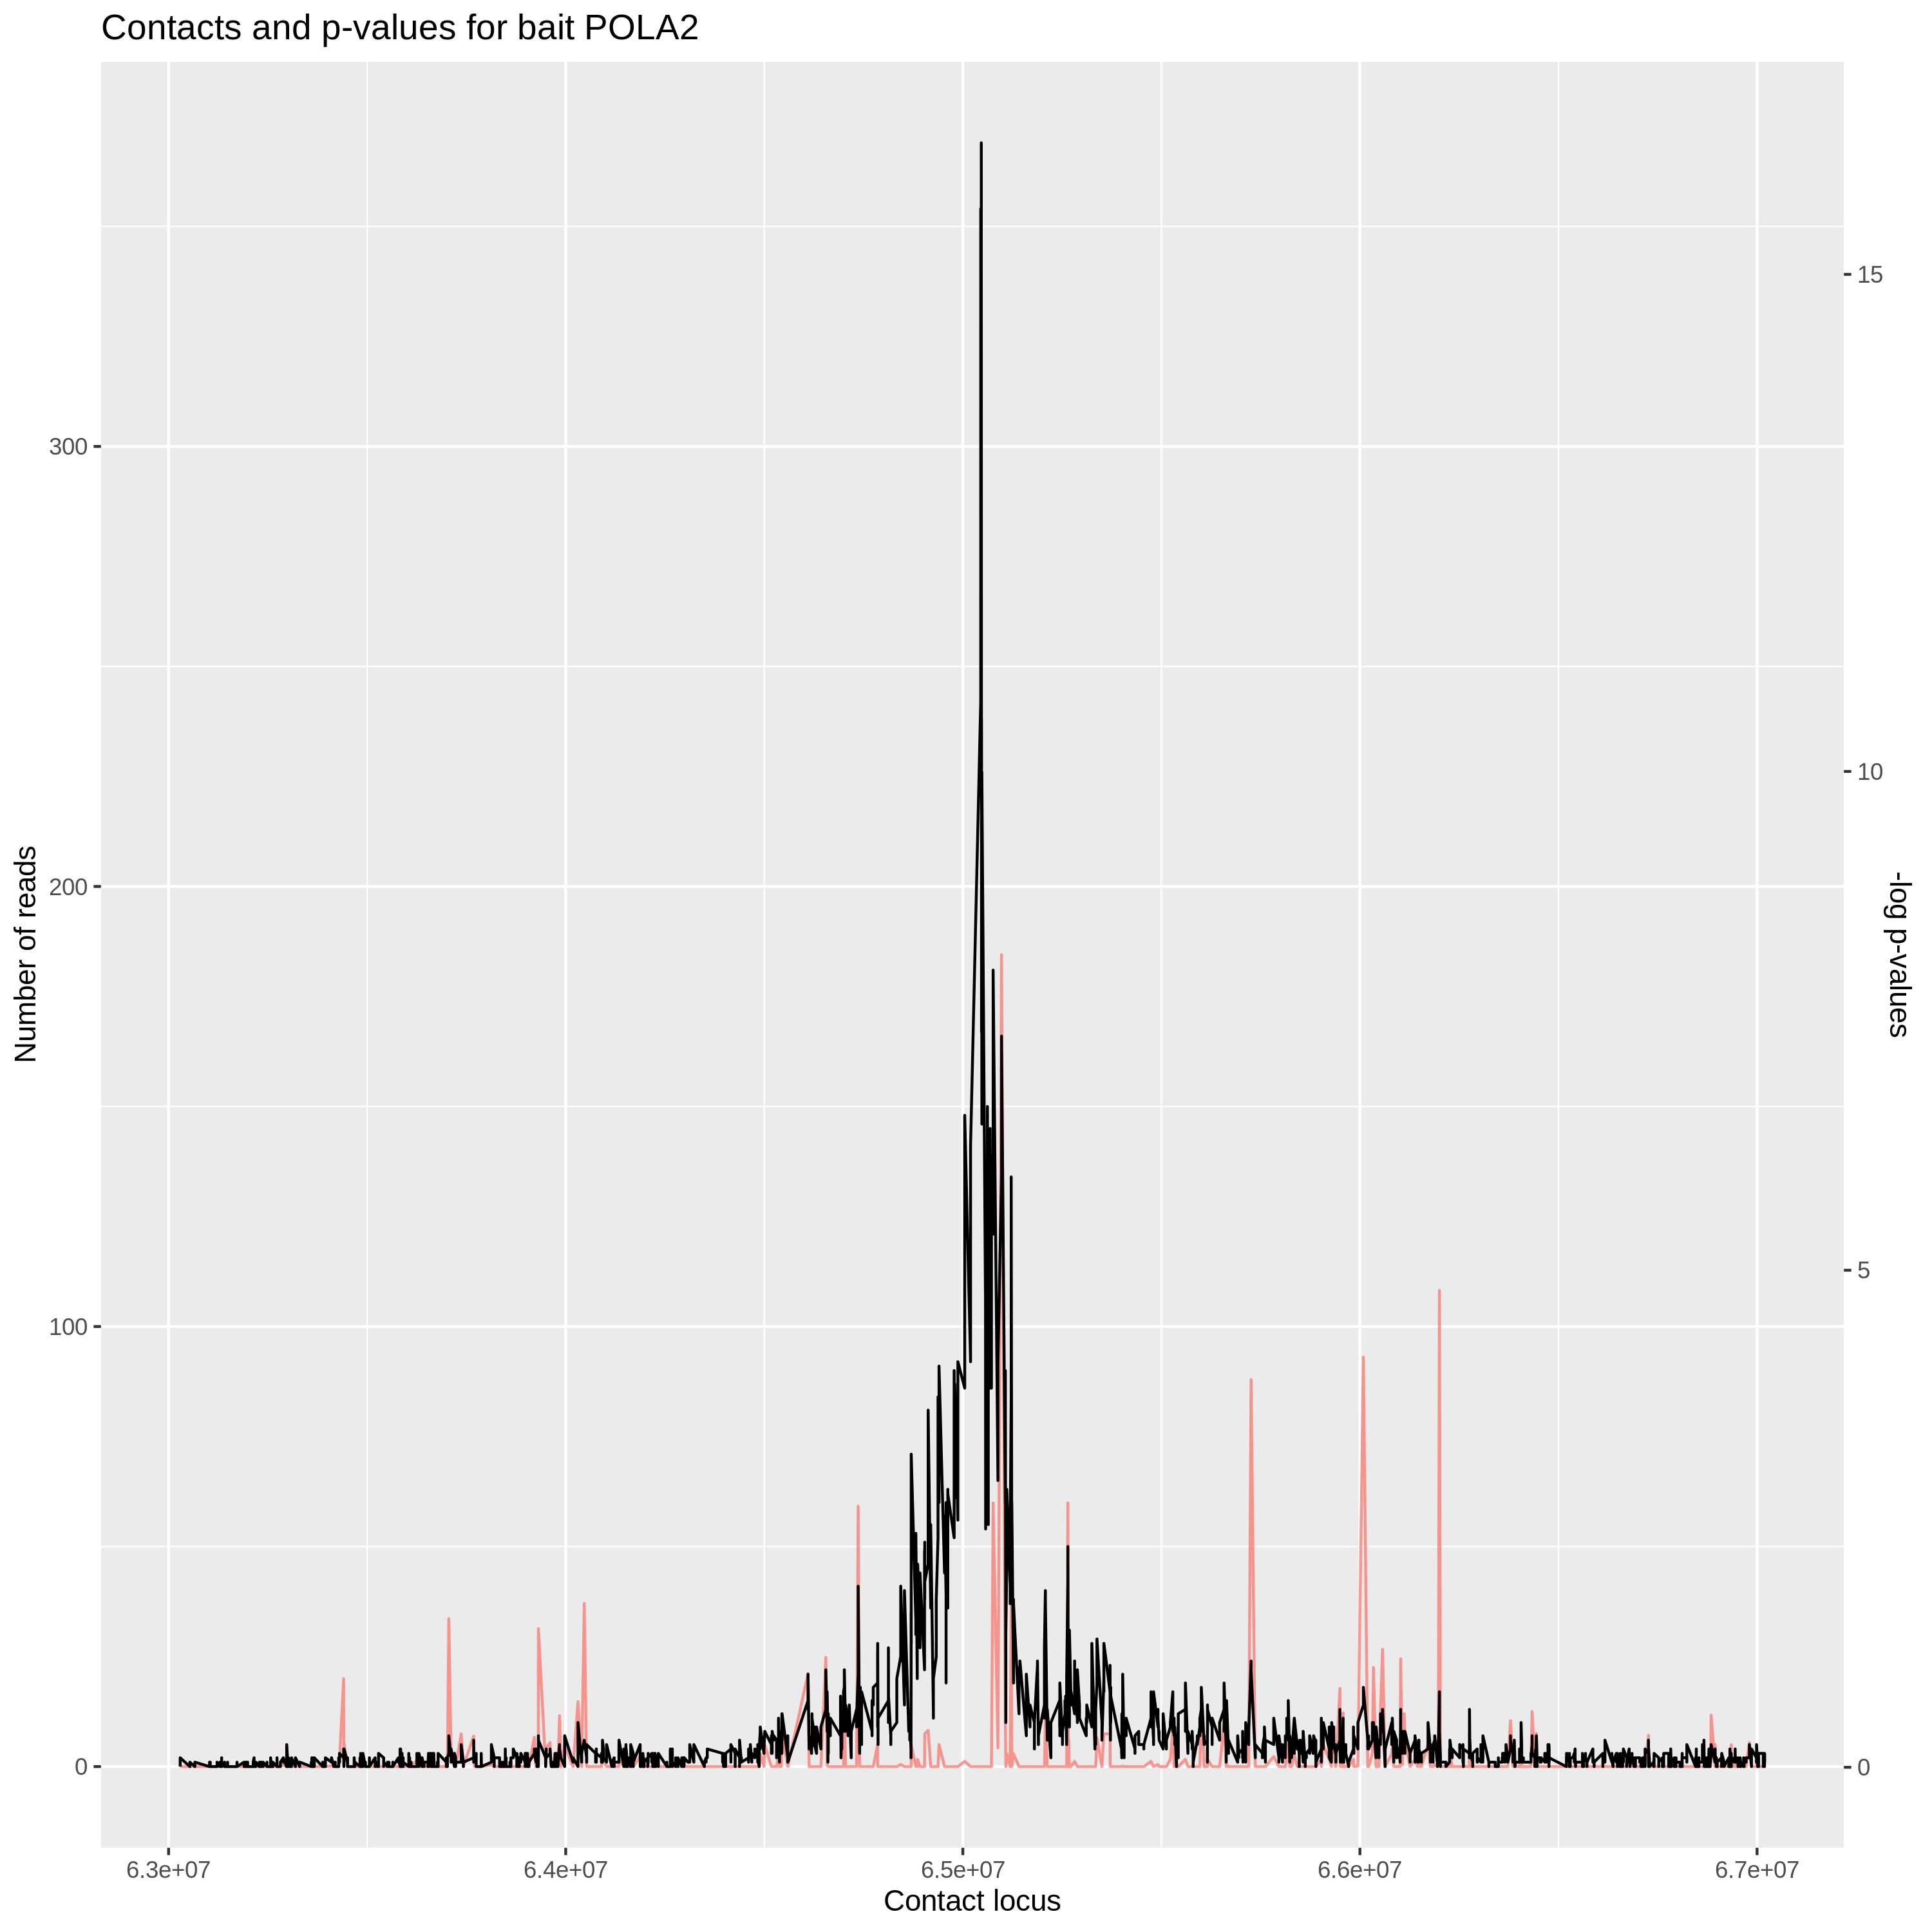 Contacts and p-values for bait POLA2
Number of reads
300
200
100
0
15
10
5
0
-log p-values
6.3e+07
6.4e+07
6.5e+07
6.6e+07
6.7e+07
Contact locus